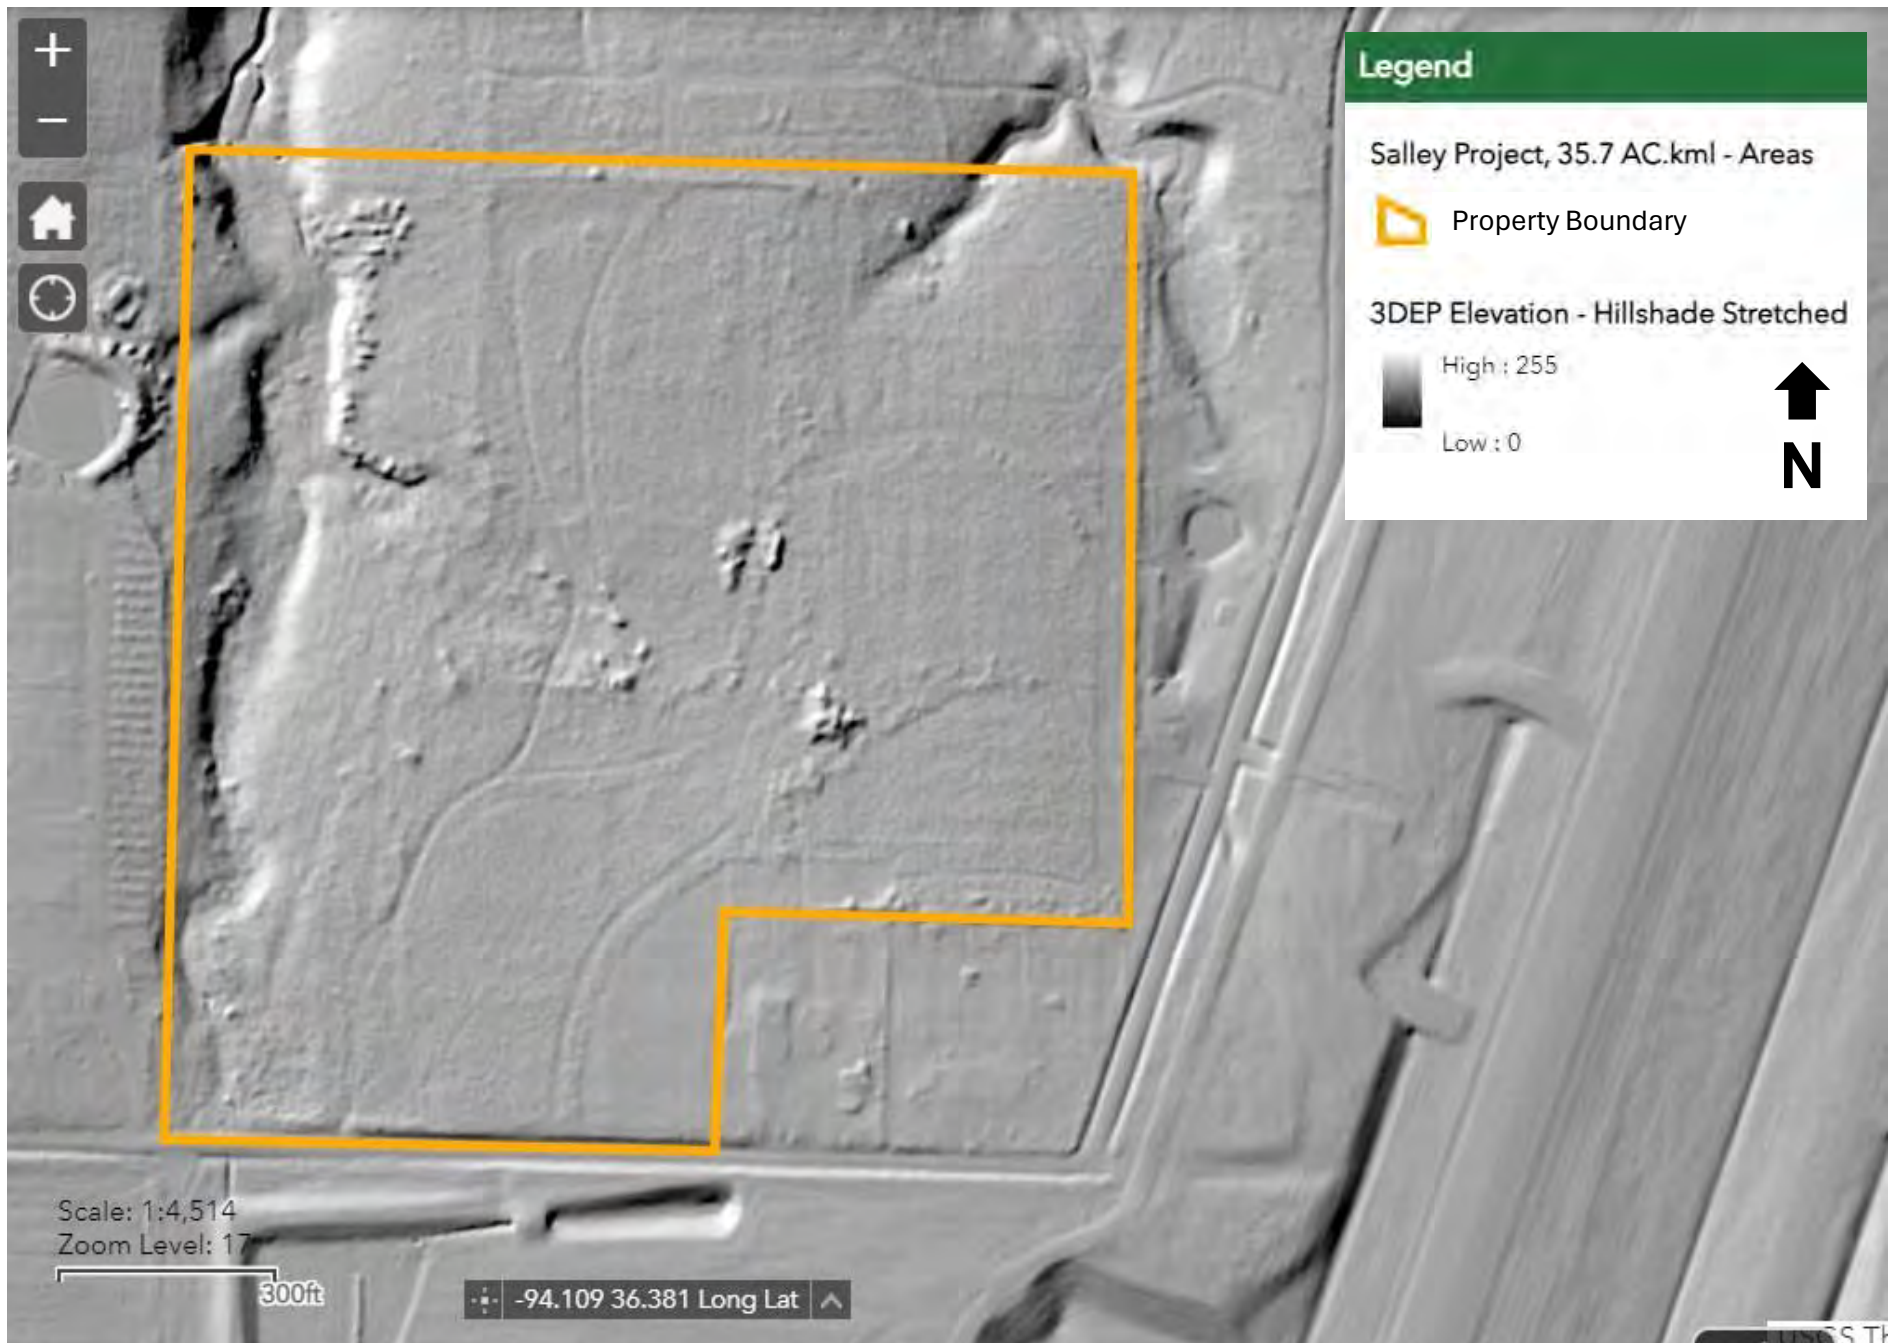 +
−
Legend
Salley Project, 35.7 AC.kml - Areas
Property Boundary
3DEP Elevation - Hillshade Stretched
High : 255
Low : 0
N
Scale: 1:4,514
Zoom Level: 17
300ft
-94.109 36.381 Long Lat
USGS